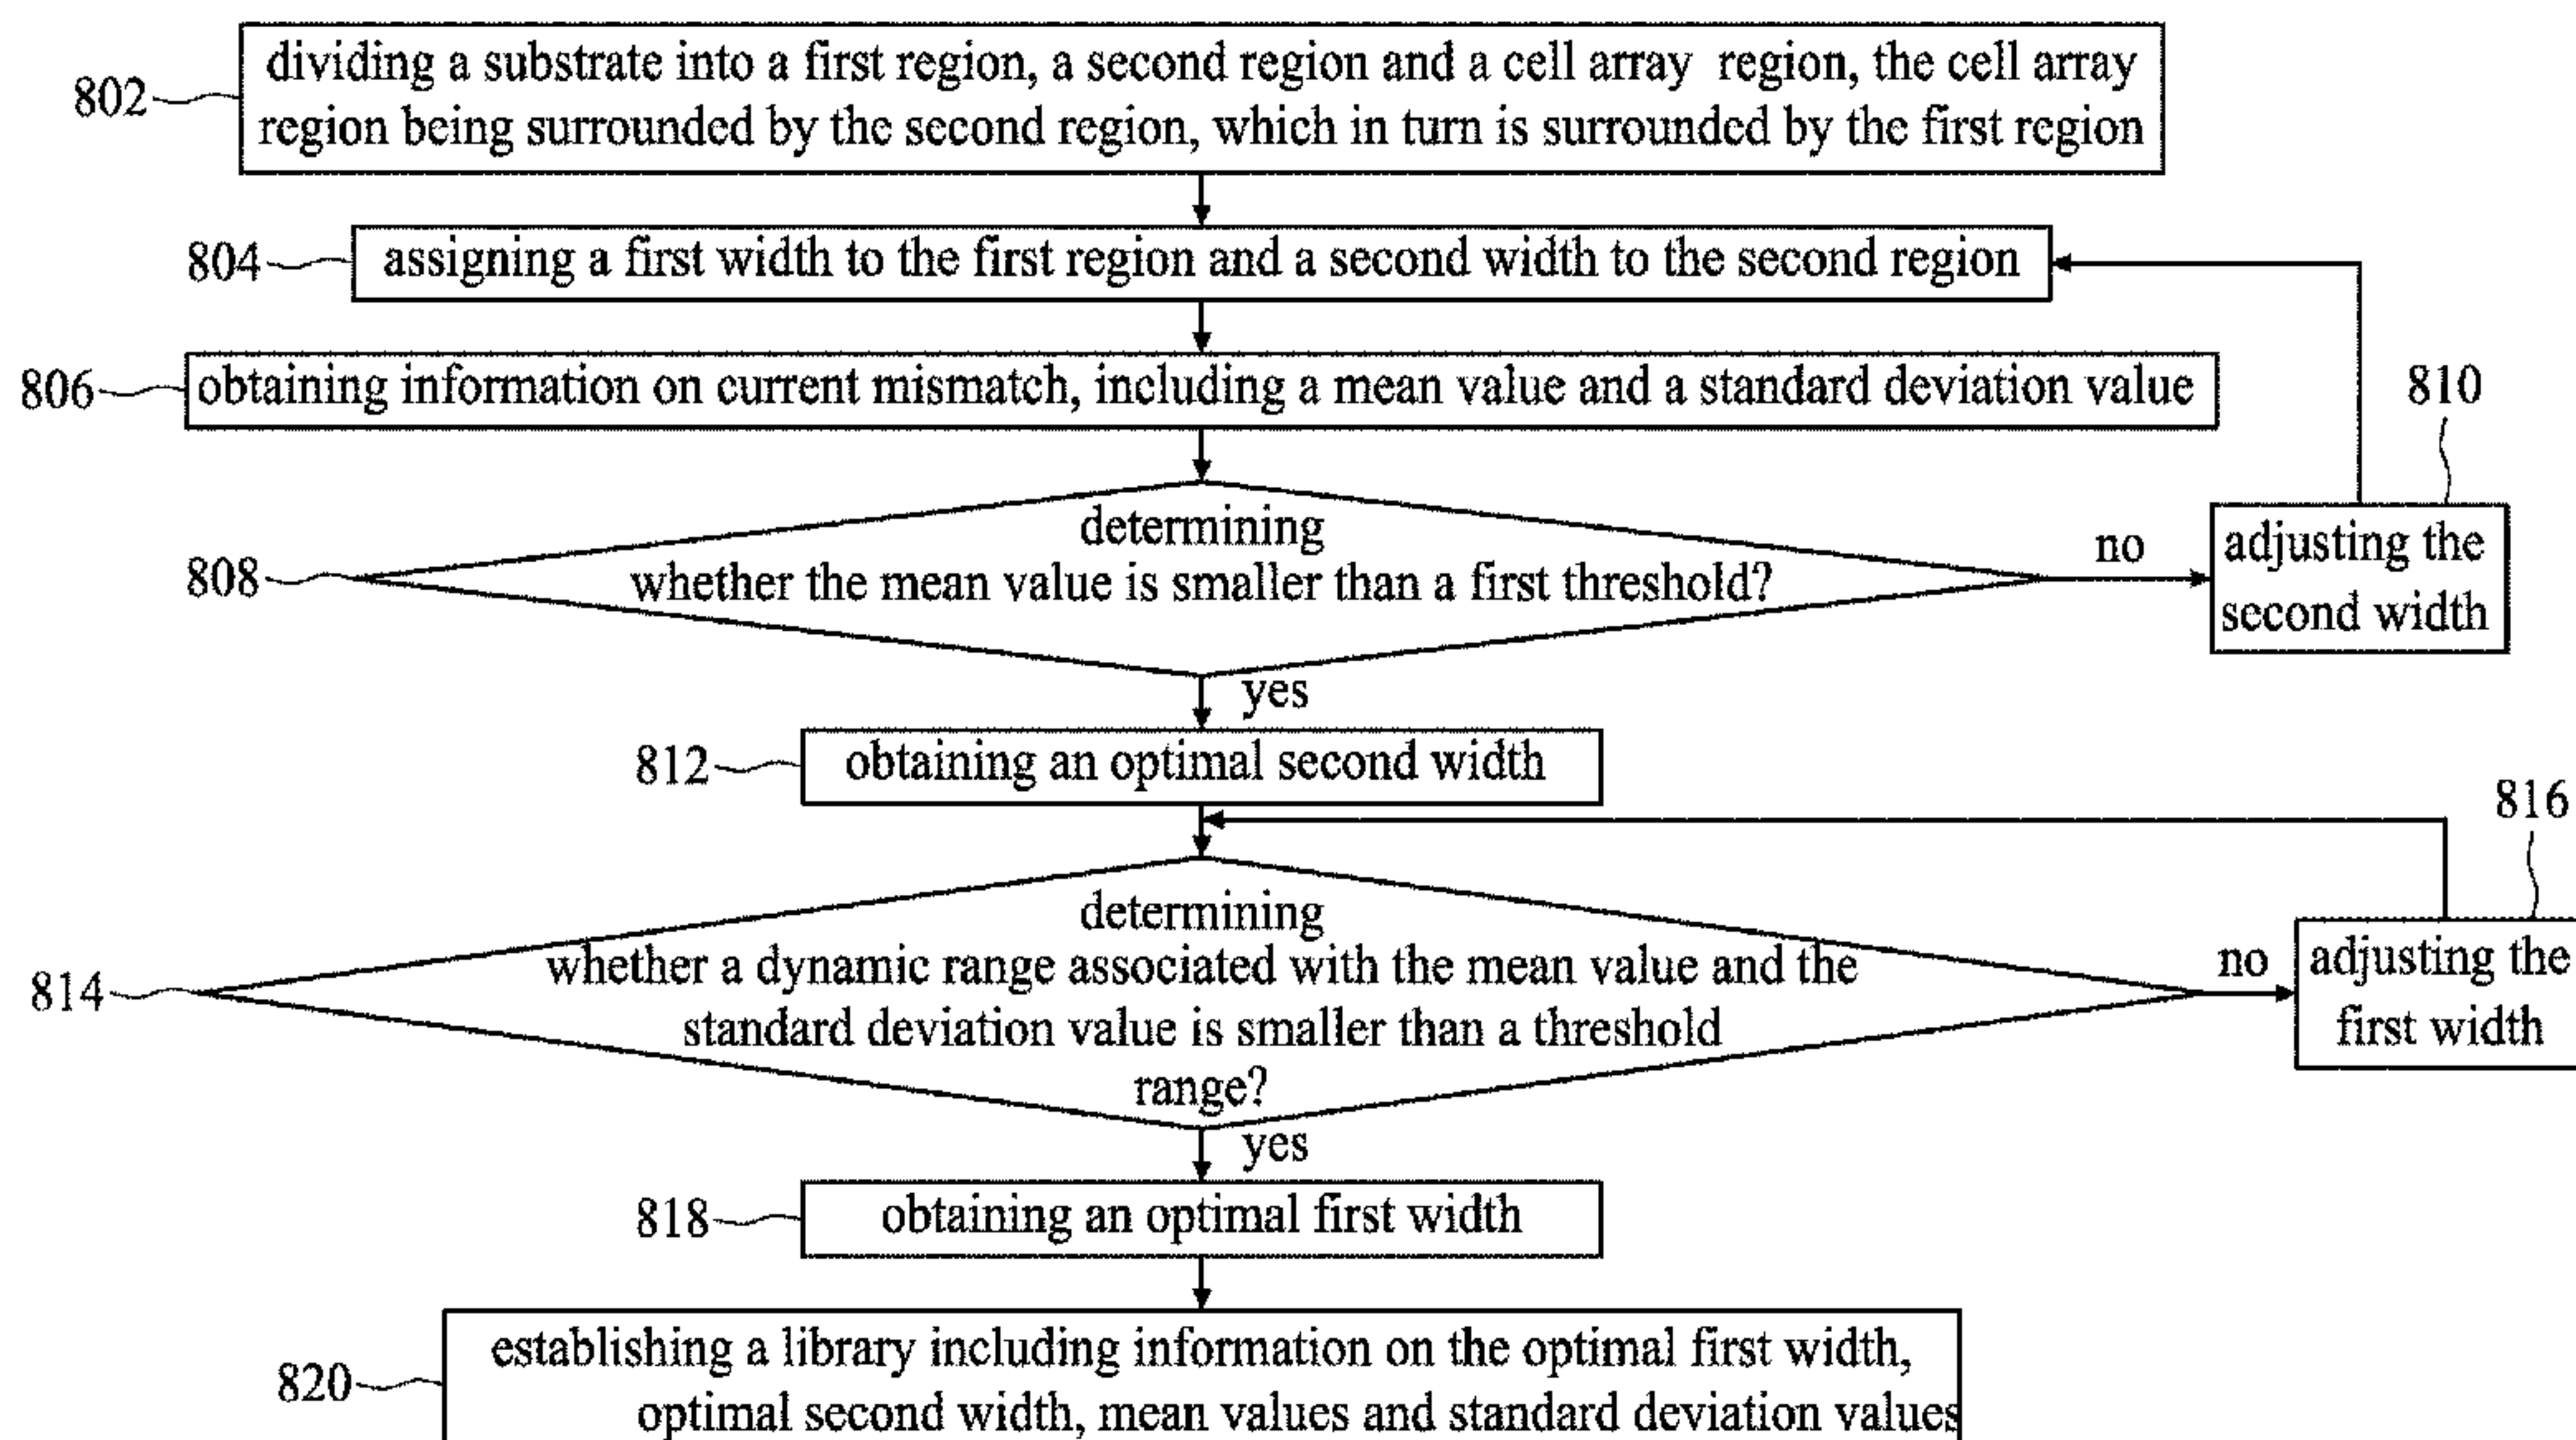 dividing a substrate into a first region, a second region and a cell array region, the cell array
802
region being surrounded by the second region, which in turn is surrounded by the first region
804
assigning a first width to the first region and a second width to the second region
806
obtaining information on current mismatch, including a mean value and a standard deviation value
810
determining
808
whether the mean value is smaller than a first threshold?
no
adjusting the
second width
yes
812
obtaining an optimal second width
816
determining
814
whether a dynamic range associated with the mean value and the
standard deviation value is smaller than a threshold
range?
no
adjusting the
first width
yes
818
obtaining an optimal first width
820
establishing a library including information on the optimal first width,
optimal second width, mean values and standard deviation values